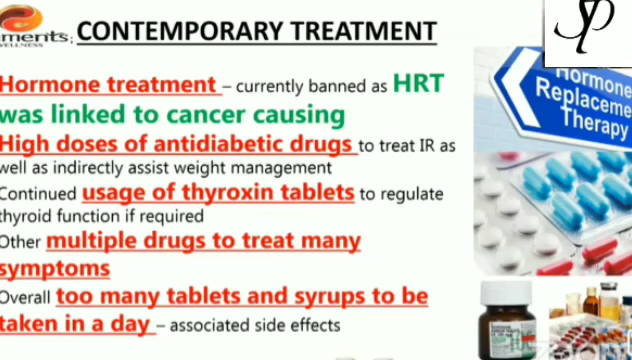 ments;
WELLNESS
CONTEMPORARY TREATMENT
Sp
Hormone treatment – currently banned as HRT
was linked to cancer causing
High doses of antidiabetic drugs to treat IR as
well as indirectly assist weight management
Continued usage of thyroxin tablets to regulate
thyroid function if required
Other multiple drugs to treat many
symptoms
Overall too many tablets and syrups to be
taken in a day – associated side effects
Hormone
Replaceme
Therapy